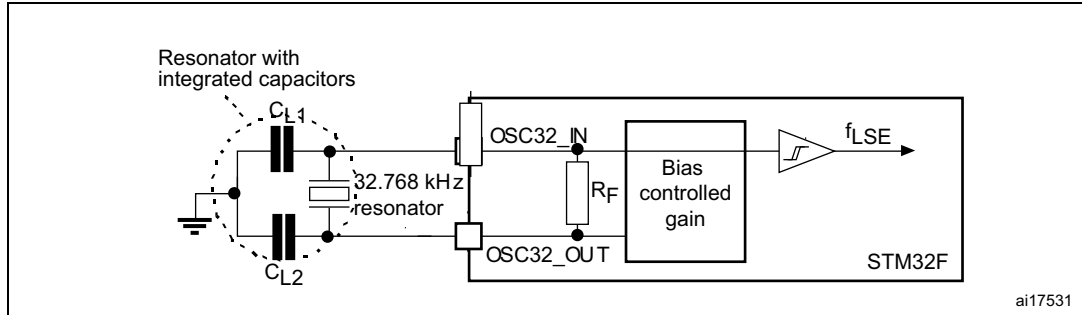 Resonator with
integrated capacitors
CL1
OSC32_IN
fLSE
32.768 kHz
resonator
RF
Bias
controlled
gain
OSC32_OUT
CL2
STM32F
ai17531